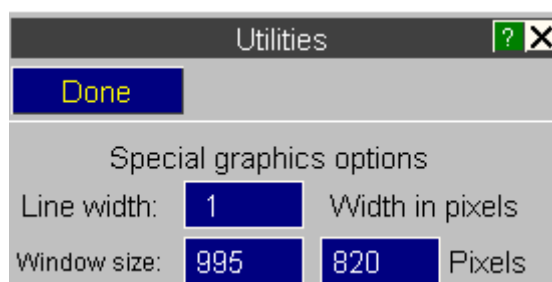 Utilities ? X
Done
Special graphics options
Line width: 1 Width in pixels
Window size: 995 820 Pixels